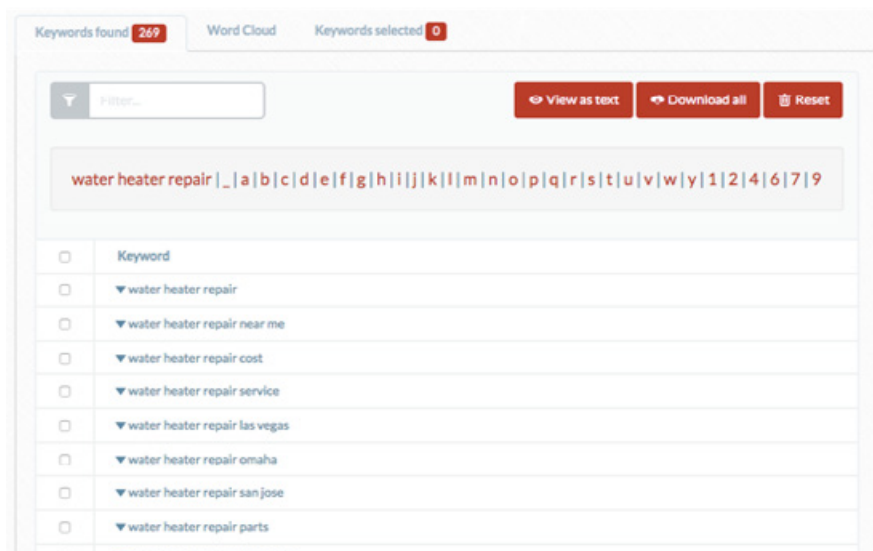 Keywords found 269 Word Cloud Keywords selected 0
Filter... View as text Download all Reset
water heater repair | _ | a | b | c | d | e | f | g | h | i | j | k | l | m | n | o | p | q | r | s | t | u | v | w | y | 1 | 2 | 4 | 6 | 7 | 9
Keyword
water heater repair
water heater repair near me
water heater repair cost
water heater repair service
water heater repair las vegas
water heater repair omaha
water heater repair san jose
water heater repair parts